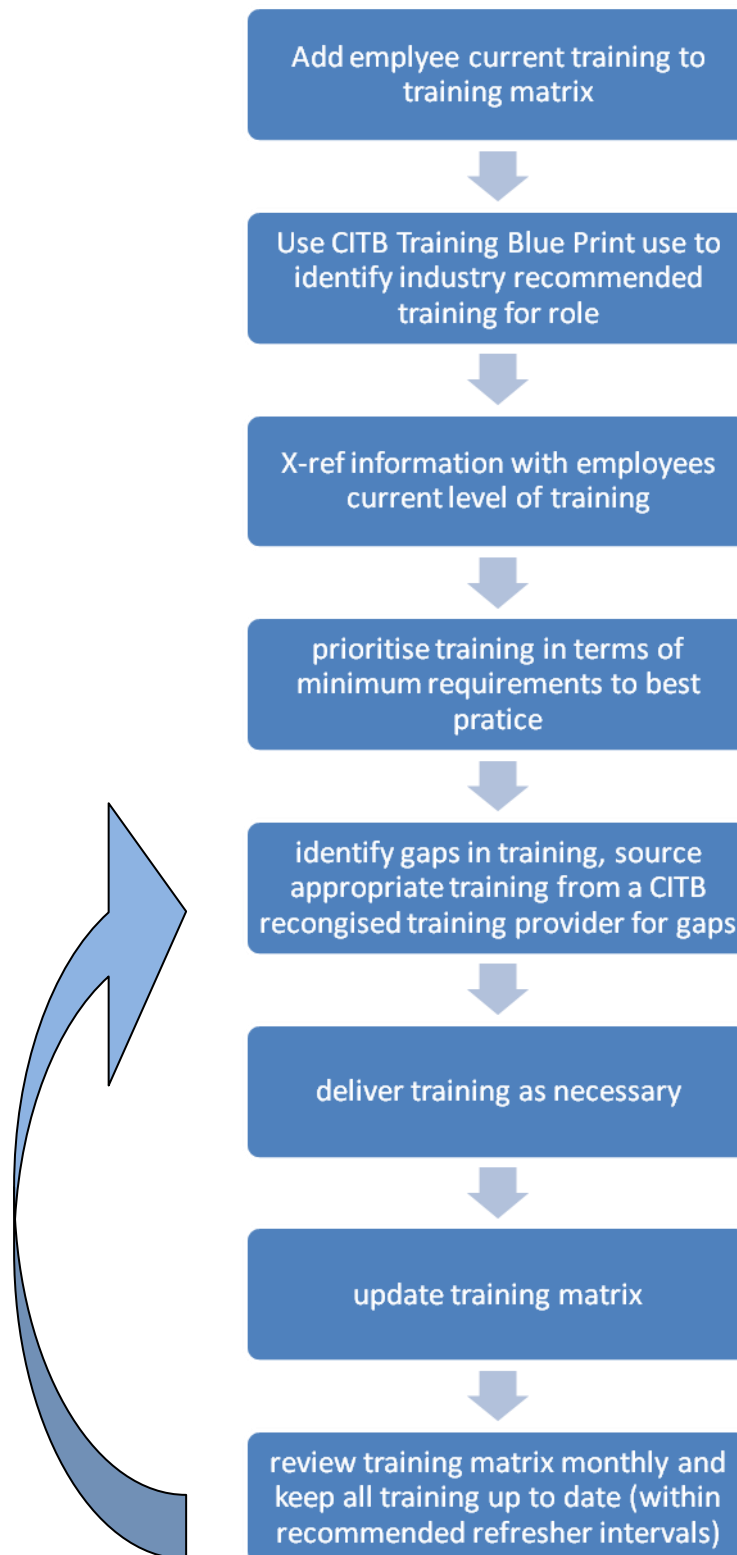 Add emplyee current training to
training matrix
Use CITB Training Blue Print use to
identify industry recommended
training for role
X-ref information with employees
current level of training
prioritise training in terms of
minimum requirements to best
pratice
identify gaps in training, source
appropriate training from a CITB
recongised training provider for gaps
deliver training as necessary
update training matrix
review training matrix monthly and
keep all training up to date (within
recommended refresher intervals)